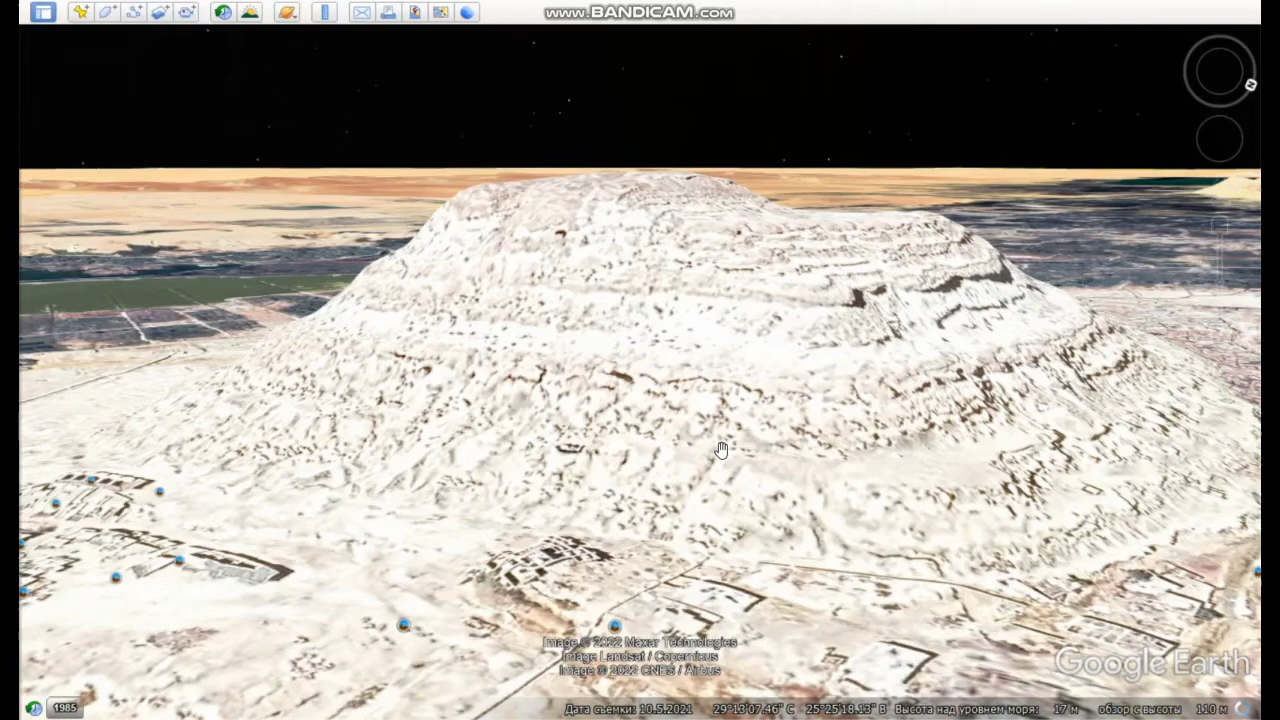 www.BANDICAM.com
N
Image © 2022 Maxar Technologies
Image Landsat / Copernicus
Image © 2022 CNES / Airbus
Google Earth
1985
Дата съемки: 10.5.2021 29°13'07.46" С 25°25'18.13" В Высота над уровнем моря: 17 м обзор с высоты 110 м